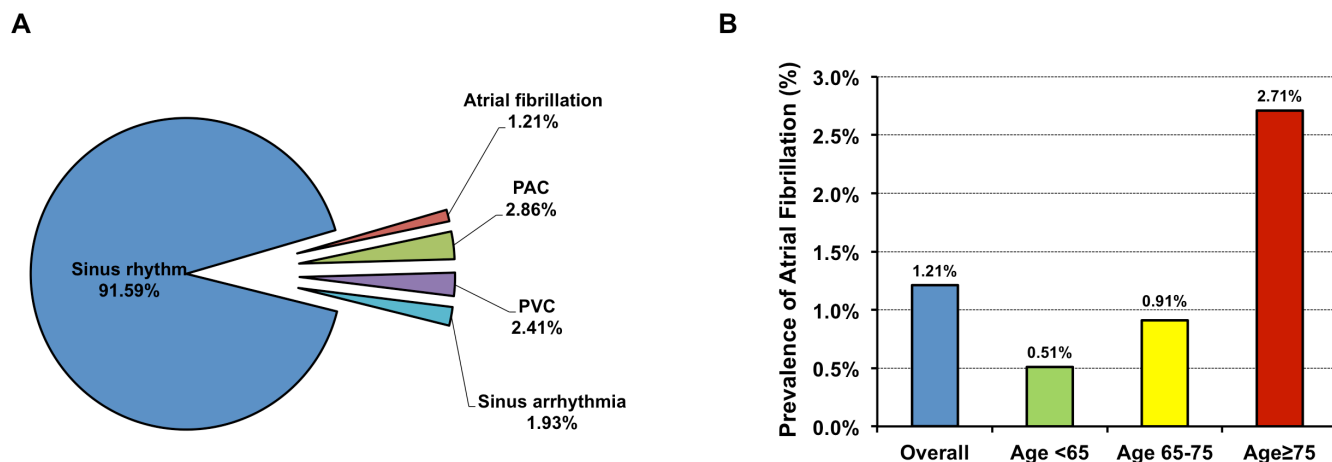 A
Atrial fibrillation
1.21%
PAC
2.86%
Sinus rhythm
91.59%
PVC
2.41%
Sinus arrhythmia
1.93%
B
Prevalence of Atrial Fibrillation (%)
3.0%
2.5%
2.0%
1.5%
1.0%
0.5%
0.0%
1.21%
0.51%
0.91%
2.71%
Overall
Age <65
Age 65-75
Age≥75